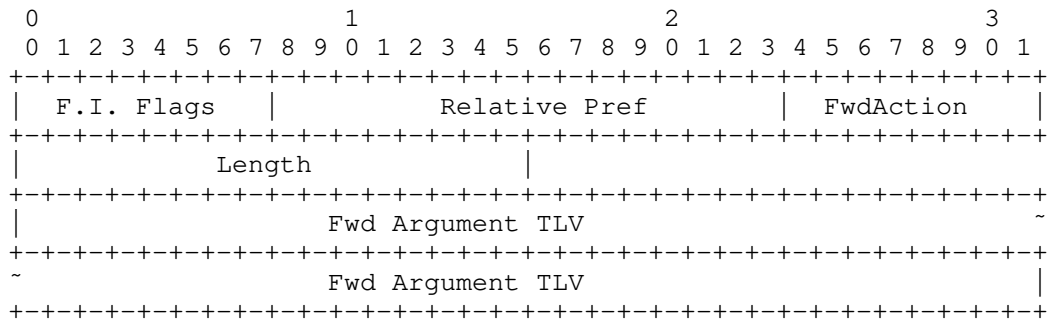 0                   1                   2                   3
 0 1 2 3 4 5 6 7 8 9 0 1 2 3 4 5 6 7 8 9 0 1 2 3 4 5 6 7 8 9 0 1
+-+-+-+-+-+-+-+-+-+-+-+-+-+-+-+-+-+-+-+-+-+-+-+-+-+-+-+-+-+-+-+-+
|  F.I. Flags   |          Relative Pref        |  FwdAction    |
+-+-+-+-+-+-+-+-+-+-+-+-+-+-+-+-+-+-+-+-+-+-+-+-+-+-+-+-+-+-+-+-+
|            Length             |
+-+-+-+-+-+-+-+-+-+-+-+-+-+-+-+-+-+-+-+-+-+-+-+-+-+-+-+-+-+-+-+-+
|                   Fwd Argument TLV                            ~
+-+-+-+-+-+-+-+-+-+-+-+-+-+-+-+-+-+-+-+-+-+-+-+-+-+-+-+-+-+-+-+-+
~                   Fwd Argument TLV                            |
+-+-+-+-+-+-+-+-+-+-+-+-+-+-+-+-+-+-+-+-+-+-+-+-+-+-+-+-+-+-+-+-+